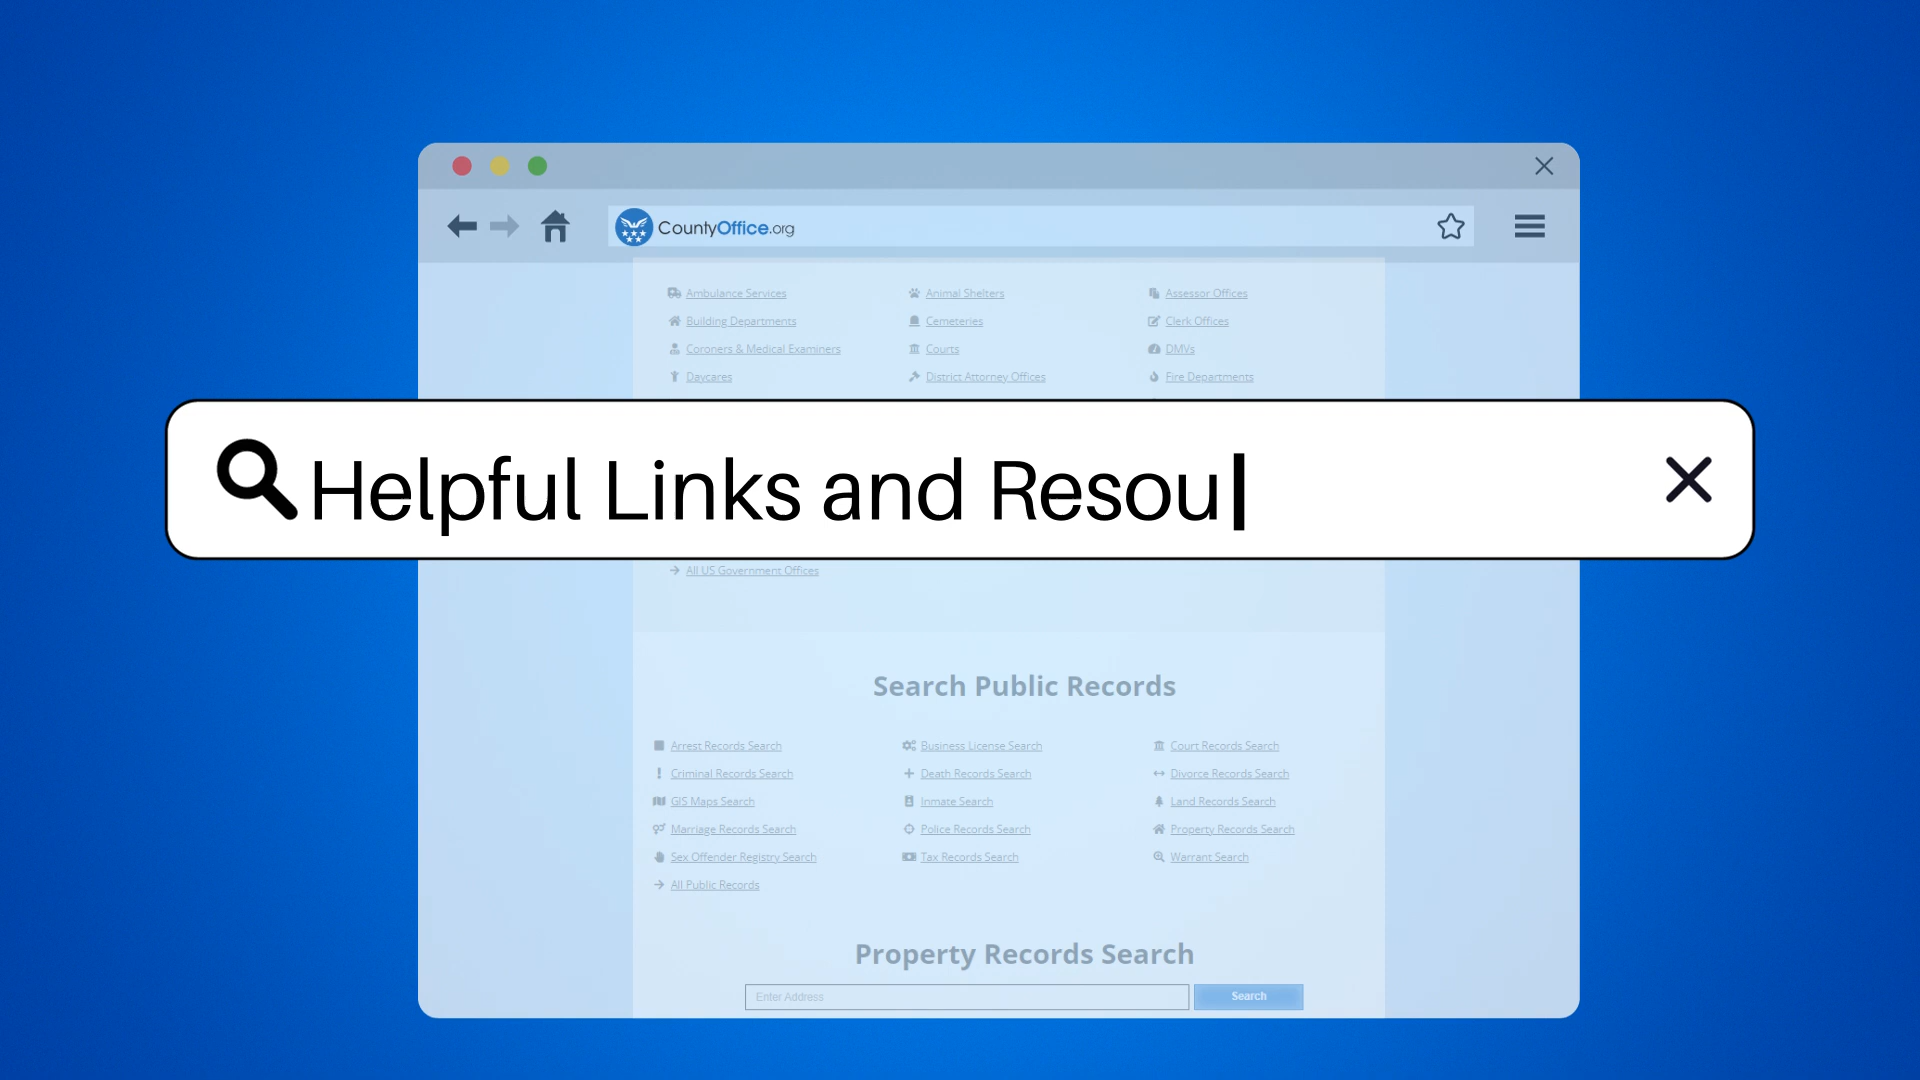 CountyOffice.org
Ambulance Services Animal Shelters Assessor Offices
Building Departments Cemeteries Clerk Offices
Coroners & Medical Examiners Courts DMVs
Daycares District Attorney Offices Fire Departments
Helpful Links and Resou
All US Government Offices
Search Public Records
Arrest Records Search Business License Search Court Records Search
Criminal Records Search Death Records Search Divorce Records Search
GIS Maps Search Inmate Search Land Records Search
Marriage Records Search Police Records Search Property Records Search
Sex Offender Registry Search Tax Records Search Warrant Search
All Public Records
Property Records Search
Enter Address Search